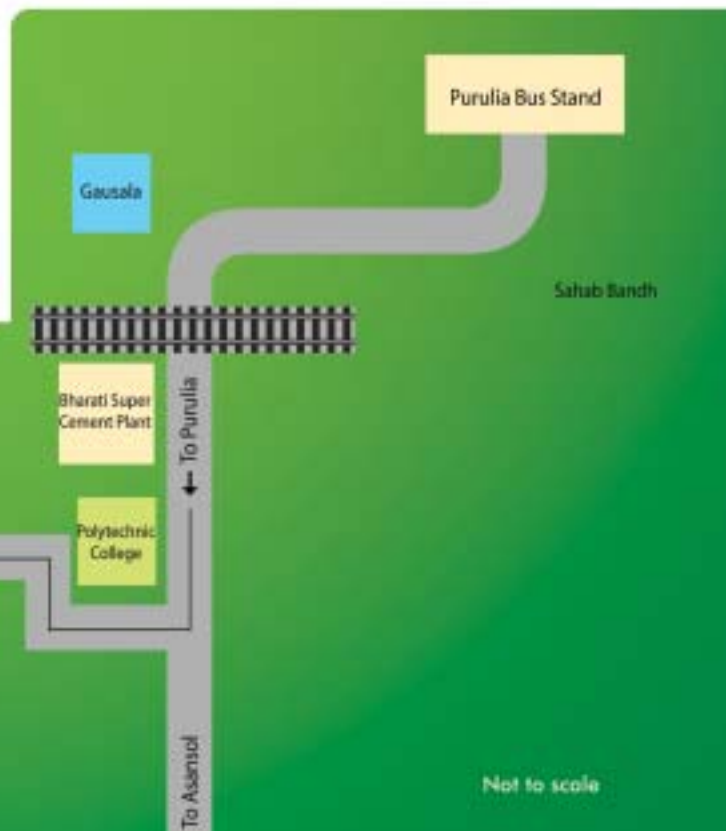 Purulia Bus Stand
Gausala
Sahab Bandh
Bharati Super
Cement Plant
To Purulia
Polytechnic
College
To Asansol
Not to scale